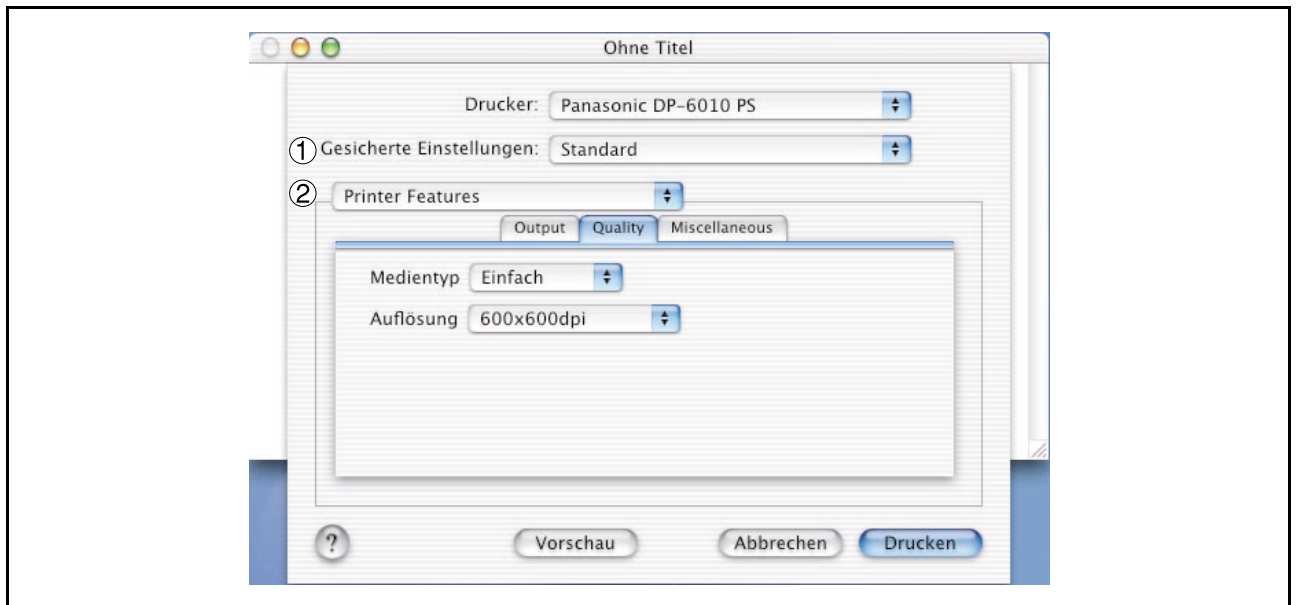 Ohne Titel
Drucker: Panasonic DP-6010 PS
① Gesicherte Einstellungen: Standard
② Printer Features
Output Quality Miscellaneous
Medientyp Einfach
Auflösung 600x600dpi
? Vorschau Abbrechen Drucken